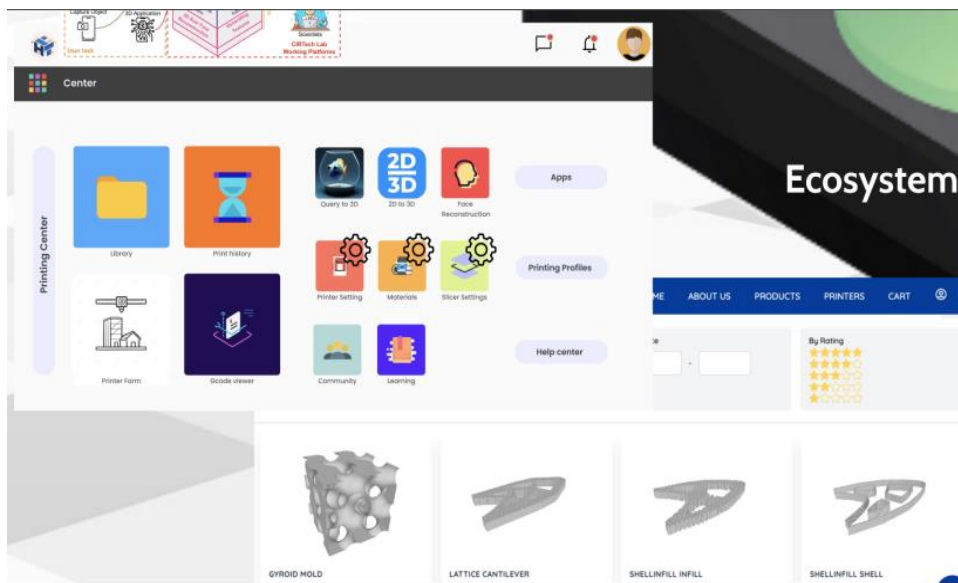 Capture Object
3D Application
User task
Scientists
CIRTech Lab
Working Platforms
Center
Printing Center
Library
Print history
Printer Farm
Gcode viewer
Query to 3D
2D
3D
2D to 3D
Face
Reconstruction
Apps
Printer Setting
Materials
Slicer Settings
Printing Profiles
Community
Learning
Help center
Ecosystem
ME
ABOUT US
PRODUCTS
PRINTERS
CART
-
By Rating
GYROID MOLD
LATTICE CANTILEVER
SHELLINFILL INFILL
SHELLINFILL SHELL